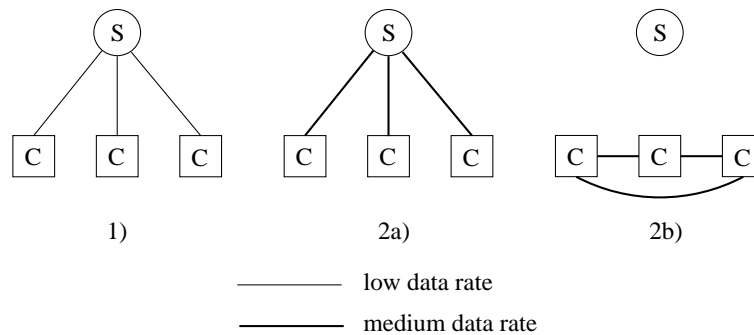 S S S
C C C C C C C C C
1) 2a) 2b)
low data rate
medium data rate